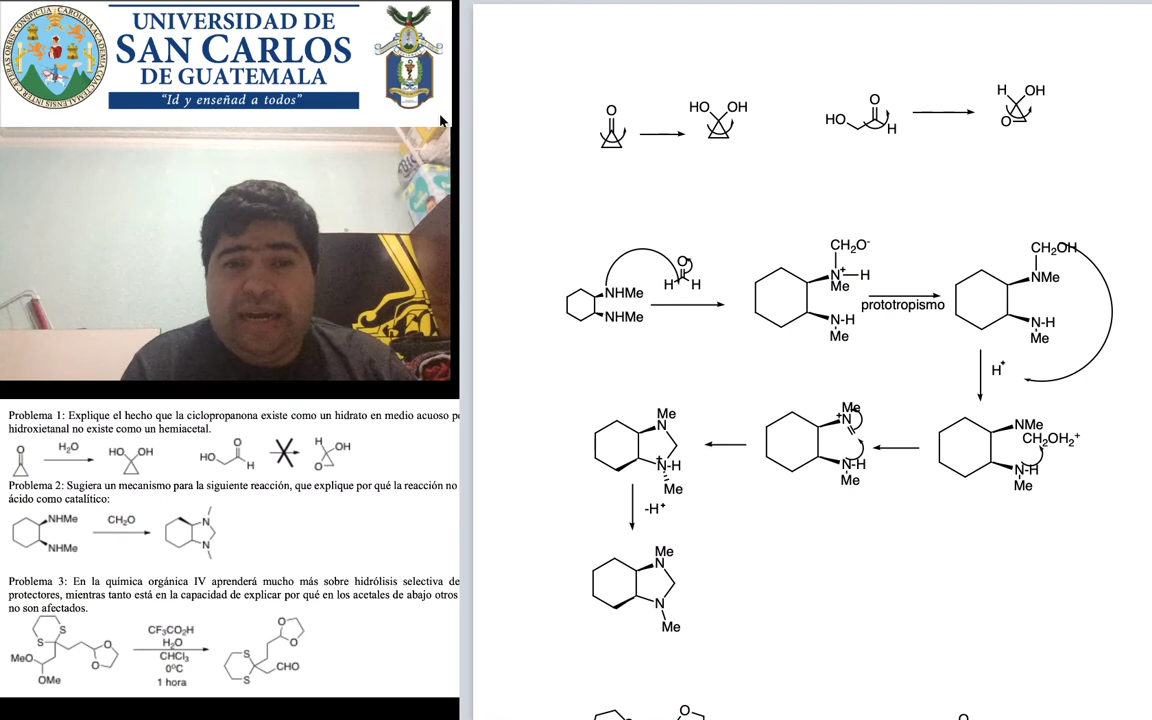 UNIVERSIDAD DE
SAN CARLOS
DE GUATEMALA
"Id y enseñad a todos"
Problema 1: Explique el hecho que la ciclopropanona existe como un hidrato en medio acuoso
hidroxietanal no existe como un hemiacetal.
O
H₂O
HO OH
HO
O
H
H
OH
O
Problema 2: Sugiera un mecanismo para la siguiente reacción, que explique por qué la reacción no
ácido como catalítico:
NHMe
NHMe
CH₂O
N
N
Problema 3: En la química orgánica IV aprenderá mucho más sobre hidrólisis selectiva de
protectores, mientras tanto está en la capacidad de explicar por qué en los acetales de abajo otros
no son afectados.
S
S
MeO
OMe
O
O
CF₃CO₂H
H₂O
CHCl₃
0°C
1 hora
O
O
S
S
CHO
O
HO OH
HO
O
H
H OH
O
NHMe
NHMe
O
H H
CH₂O⁻
N⁺—H
Me
N-H
Me
prototropismo
CH₂OH
NMe
N-H
Me
H⁺
NMe
CH₂OH₂⁺
N-H
Me
Me
⁺N
NH
Me
Me
N
⁺N-H
Me
-H⁺
Me
N
N
Me
O
O